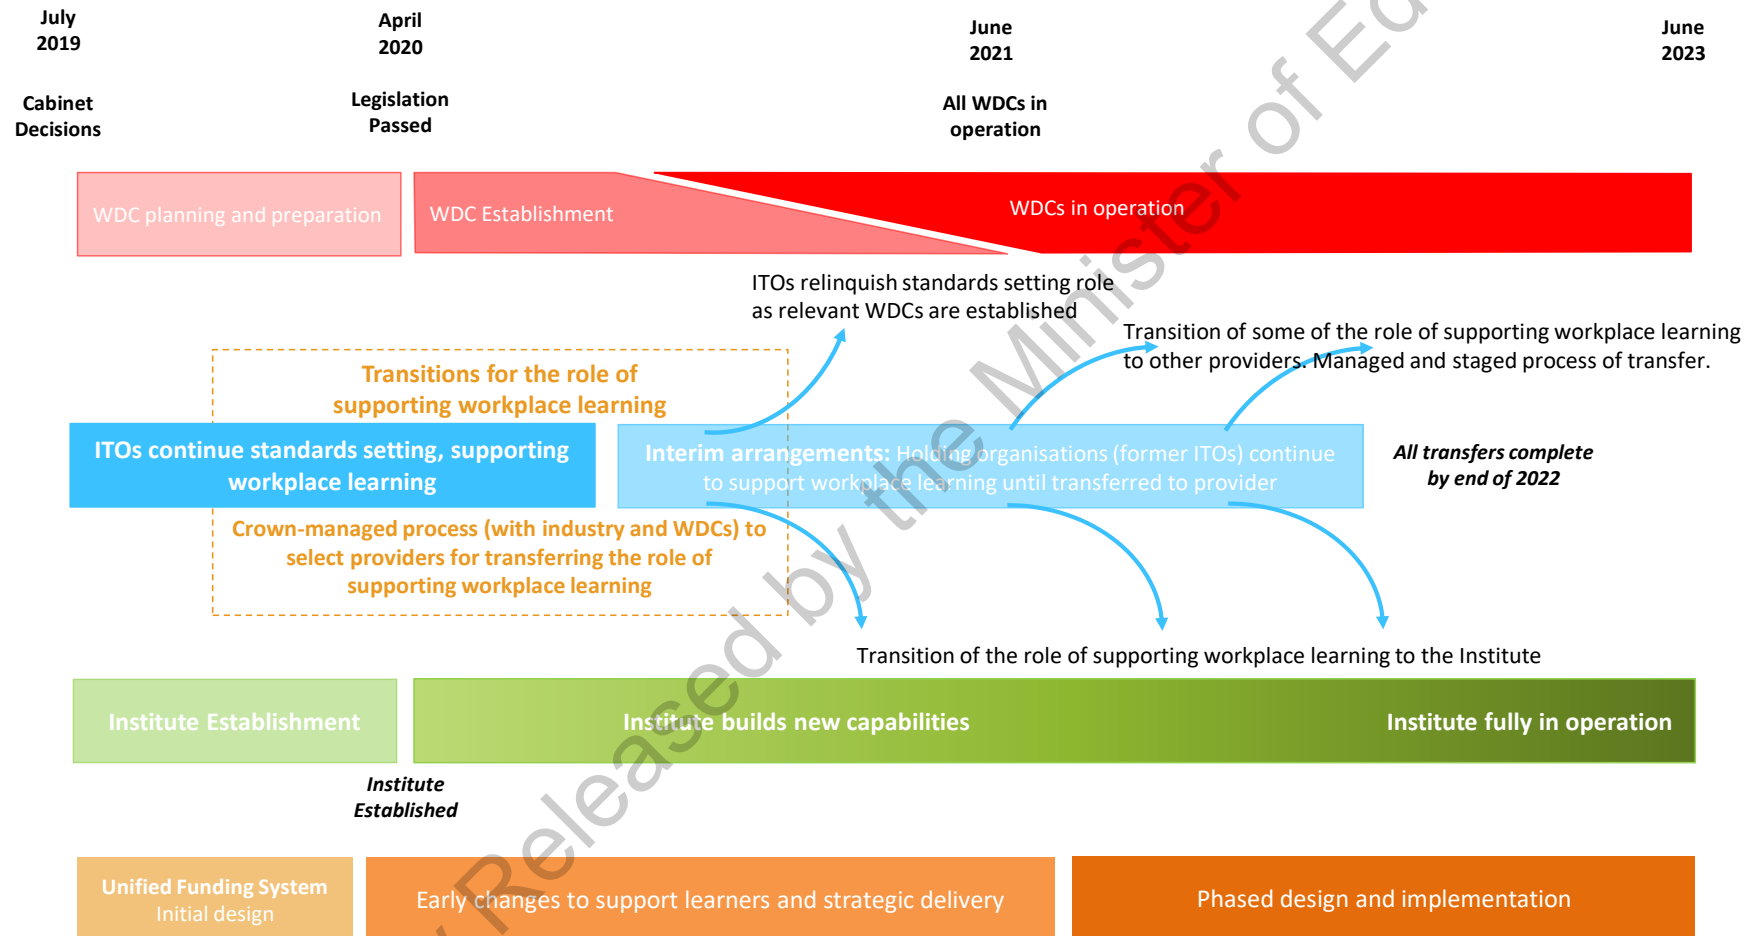 July
2019
April
2020
June
2021
June
2023
Cabinet
Decisions
Legislation
Passed
All WDCs in
operation
WDC planning and preparation
WDC Establishment
WDCs in operation
ITOs relinquish standards setting role
as relevant WDCs are established
Transition of some of the role of supporting workplace learning
to other providers. Managed and staged process of transfer.
Transitions for the role of
supporting workplace learning
ITOs continue standards setting, supporting
workplace learning
Interim arrangements: Holding organisations (former ITOs) continue
to support workplace learning until transferred to provider
All transfers complete
by end of 2022
Crown-managed process (with industry and WDCs) to
select providers for transferring the role of
supporting workplace learning
Transition of the role of supporting workplace learning to the Institute
Institute Establishment
Institute builds new capabilities
Institute fully in operation
Institute
Established
Unified Funding System
Initial design
Early changes to support learners and strategic delivery
Phased design and implementation
Released by the Minister of